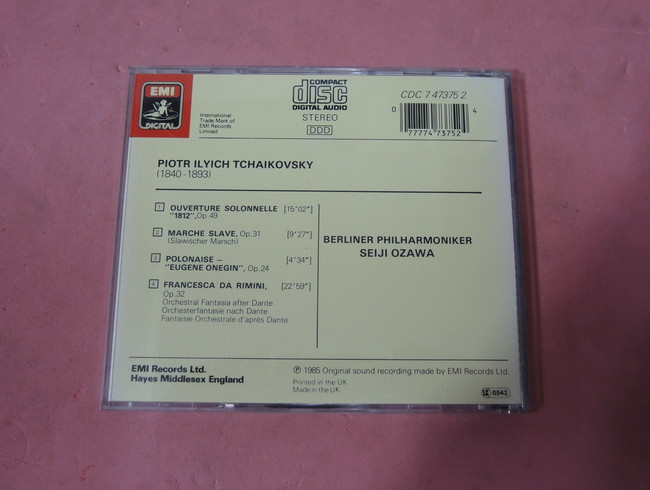 EMI
DIGITAL
International
Trade Mark of
EMI Records
Limited
COMPACT
disc
DIGITAL AUDIO
STEREO
DDD
CDC 7 47375 2
0
4
77774 73752
PIOTR ILYICH TCHAIKOVSKY
(1840-1893)
1 OUVERTURE SOLONNELLE [15'02"]
"1812", Op.49
2 MARCHE SLAVE, Op.31 [9'27"]
(Slawischer Marsch)
3 POLONAISE – [4'34"]
"EUGENE ONEGIN", Op.24
4 FRANCESCA DA RIMINI, [22'59"]
Op.32
Orchestral Fantasia after Dante
Orchesterfantasie nach Dante
Fantaisie Orchestrale d'après Dante
BERLINER PHILHARMONIKER
SEIJI OZAWA
EMI Records Ltd.
Hayes Middlesex England
℗ 1985 Original sound recording made by EMI Records Ltd.
Printed in the UK
Made in the UK
0542